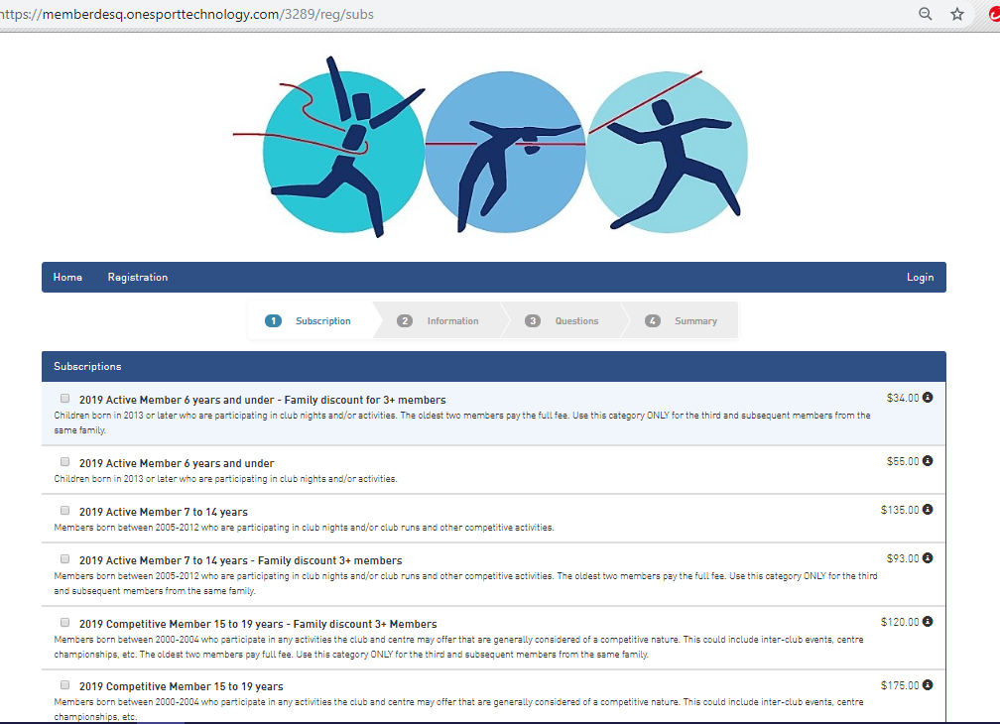 https://memberdesq.onesporttechnology.com/3289/reg/subs
Home Registration Login
1 Subscription 2 Information 3 Questions 4 Summary
Subscriptions
2019 Active Member 6 years and under - Family discount for 3+ members $34.00
Children born in 2013 or later who are participating in club nights and/or activities. The oldest two members pay the full fee. Use this category ONLY for the third and subsequent members from the
same family.
2019 Active Member 6 years and under $55.00
Children born in 2013 or later who are participating in club nights and/or activities.
2019 Active Member 7 to 14 years $135.00
Members born between 2005-2012 who are participating in club nights and/or club runs and other competitive activities.
2019 Active Member 7 to 14 years - Family discount 3+ members $93.00
Members born between 2005-2012 who are participating in club nights and/or club runs and other competitive activities. The oldest two members pay the full fee. Use this category ONLY for the third
and subsequent members from the same family.
2019 Competitive Member 15 to 19 years - Family discount 3+ Members $120.00
Members born between 2000-2004 who participate in any activities the club and centre may offer that are generally considered of a competitive nature. This could include inter-club events, centre
championships, etc. The oldest two members pay full fee. Use this category ONLY for the third and subsequent members from the same family.
2019 Competitive Member 15 to 19 years $175.00
Members born between 2000-2004 who participate in any activities the club and centre may offer that are generally considered of a competitive nature. This could include inter-club events, centre
championships, etc.